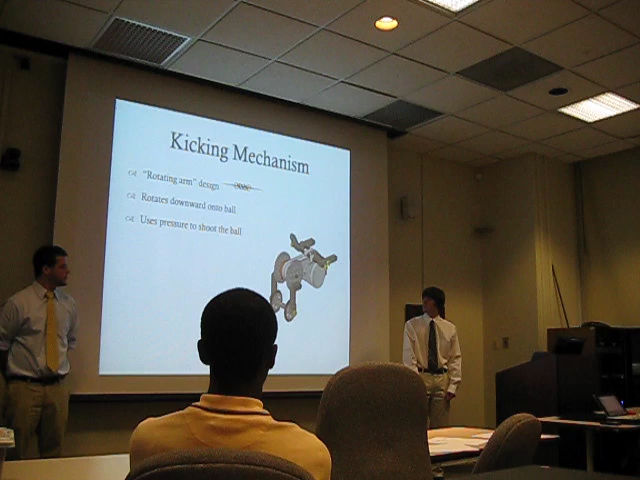 Kicking Mechanism
"Rotating arm" design
Rotates downward onto ball
Uses pressure to shoot the ball